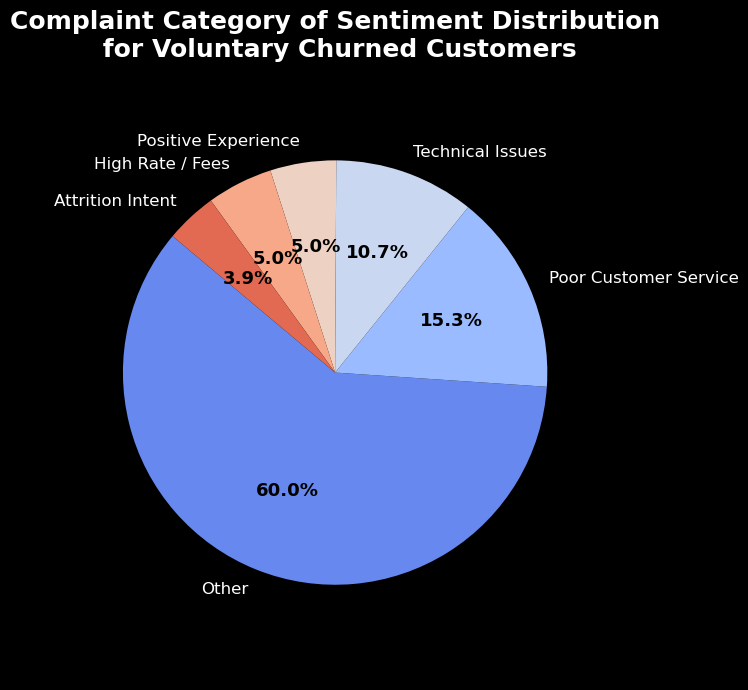 Complaint Category of Sentiment Distribution
for Voluntary Churned Customers
Positive Experience
Technical Issues
High Rate / Fees
Attrition Intent
5.0%
10.7%
5.0%
3.9%
Poor Customer Service
15.3%
60.0%
Other